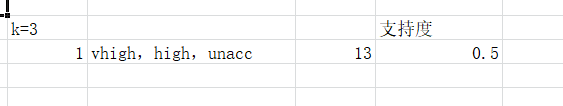 k=3 支持度
1 vhigh，high，unacc 13 0.5